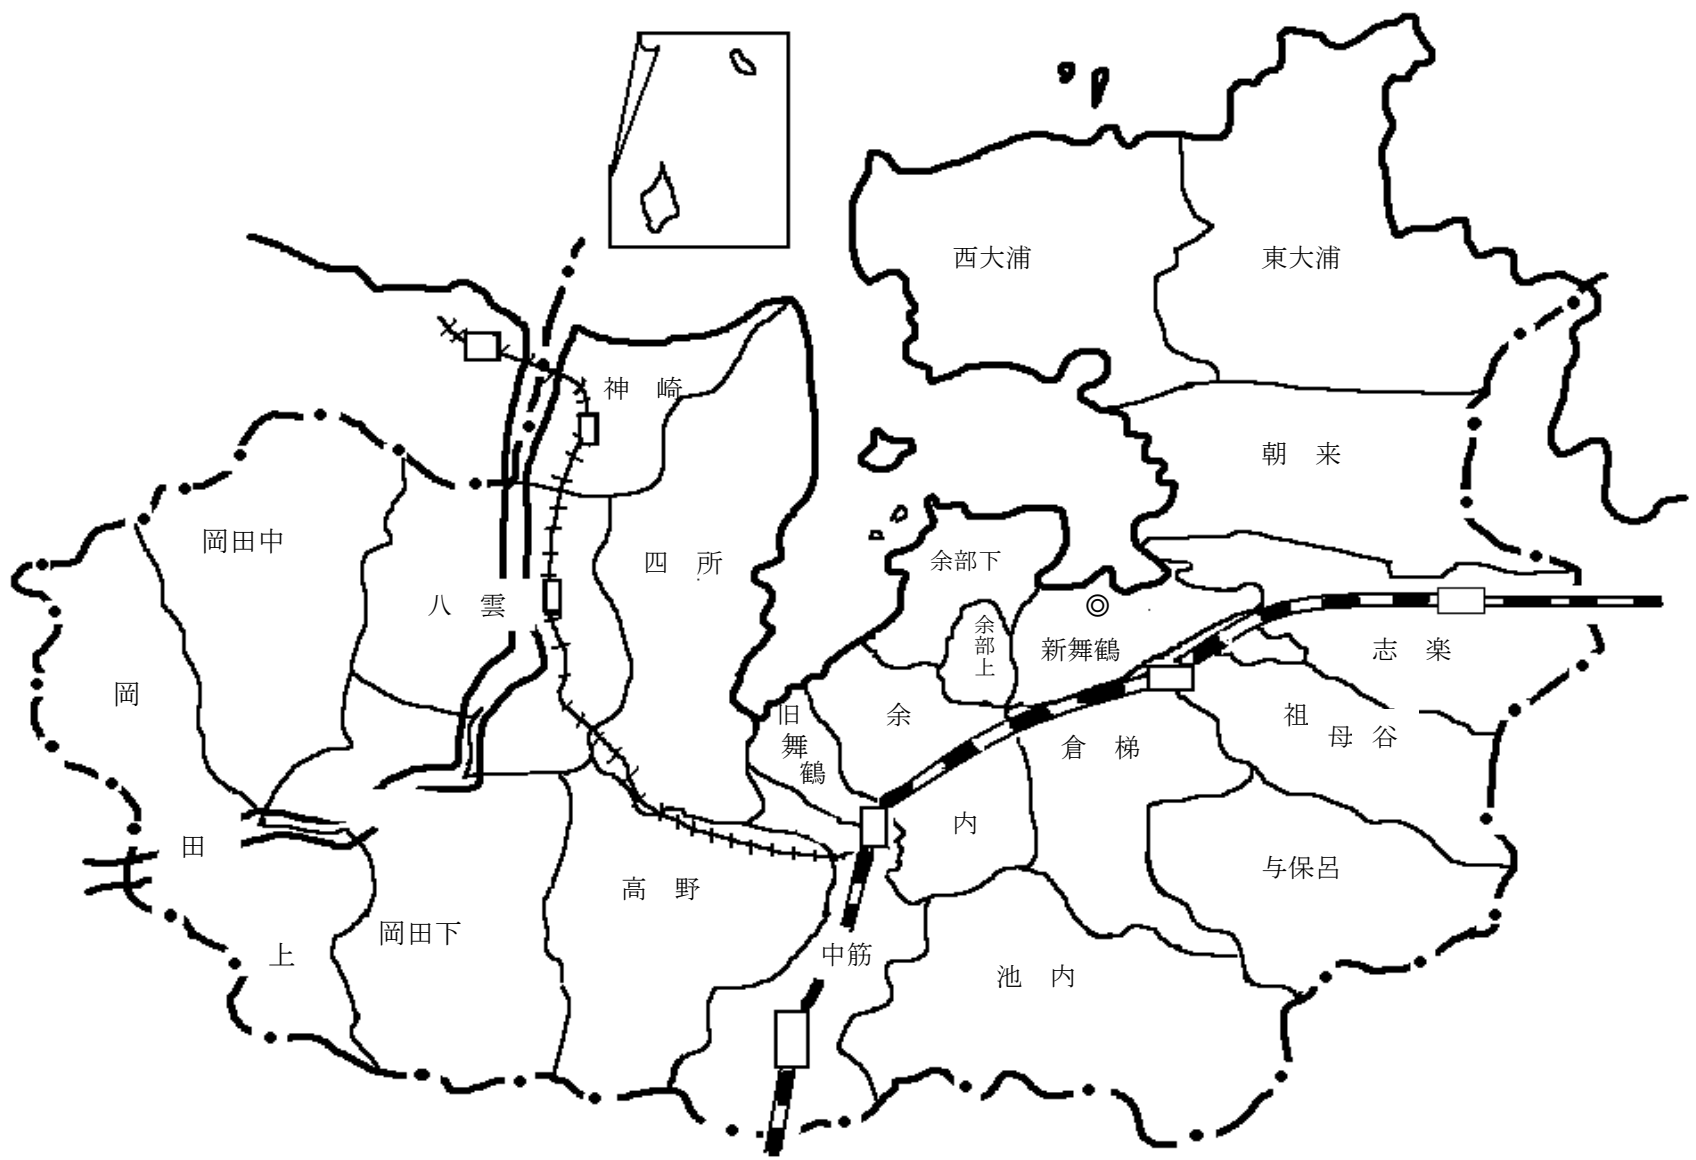 西大浦
東大浦
神 崎
朝 来
岡田中
四 所
余部下
八 雲
余部上
新舞鶴
志 楽
岡
田
上
旧舞鶴
余
内
倉 梯
祖母谷
与保呂
高 野
岡田下
中筋
池 内